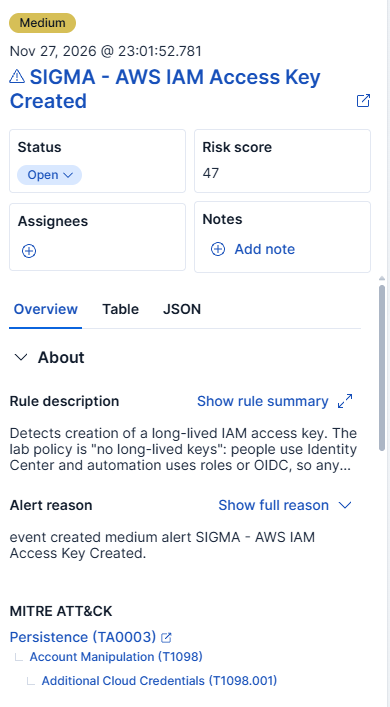 Medium
Nov 27, 2026 @ 23:01:52.781
SIGMA - AWS IAM Access Key
Created
Status
Open
Risk score
47
Assignees
Notes
Add note
Overview
Table
JSON
About
Rule description
Show rule summary
Detects creation of a long-lived IAM access key. The
lab policy is "no long-lived keys": people use Identity
Center and automation uses roles or OIDC, so any...
Alert reason
Show full reason
event created medium alert SIGMA - AWS IAM
Access Key Created.
MITRE ATT&CK
Persistence (TA0003)
Account Manipulation (T1098)
Additional Cloud Credentials (T1098.001)